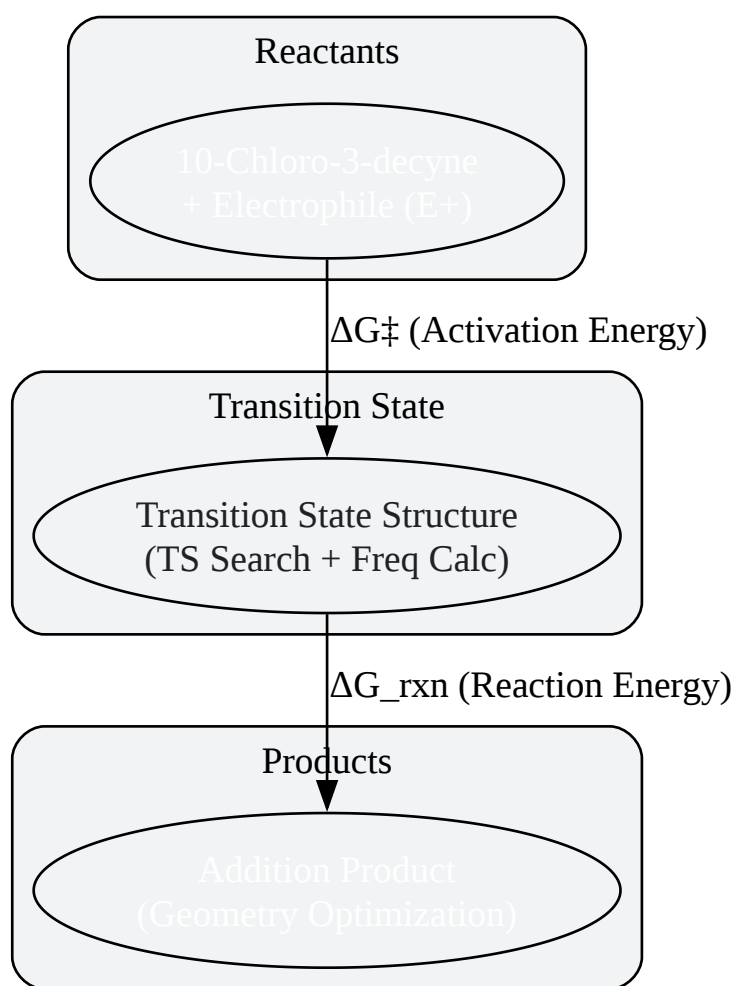 Reactants
10-Chloro-3-decyne
+ Electrophile (E+)
ΔG‡ (Activation Energy)
Transition State
Transition State Structure
(TS Search + Freq Calc)
ΔG_rxn (Reaction Energy)
Products
Addition Product
(Geometry Optimization)